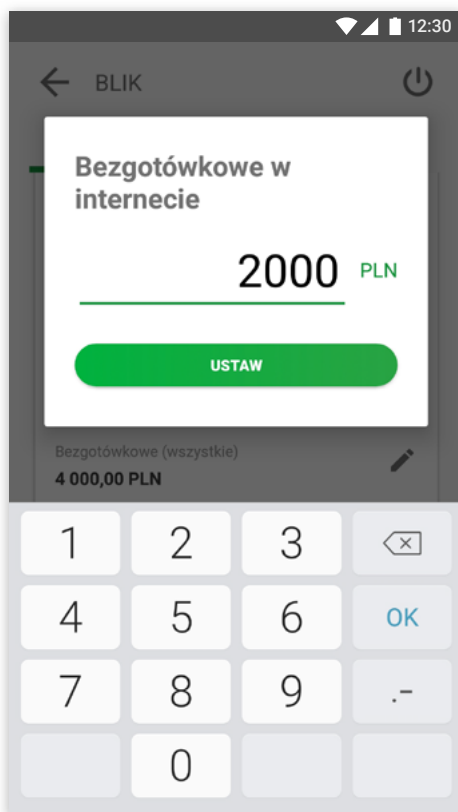 12:30
BLIK
Bezgotówkowe w
internecie
2000 PLN
USTAW
Bezgotówkowe (wszystkie)
4 000,00 PLN
1 2 3
4 5 6 OK
7 8 9 .-
0